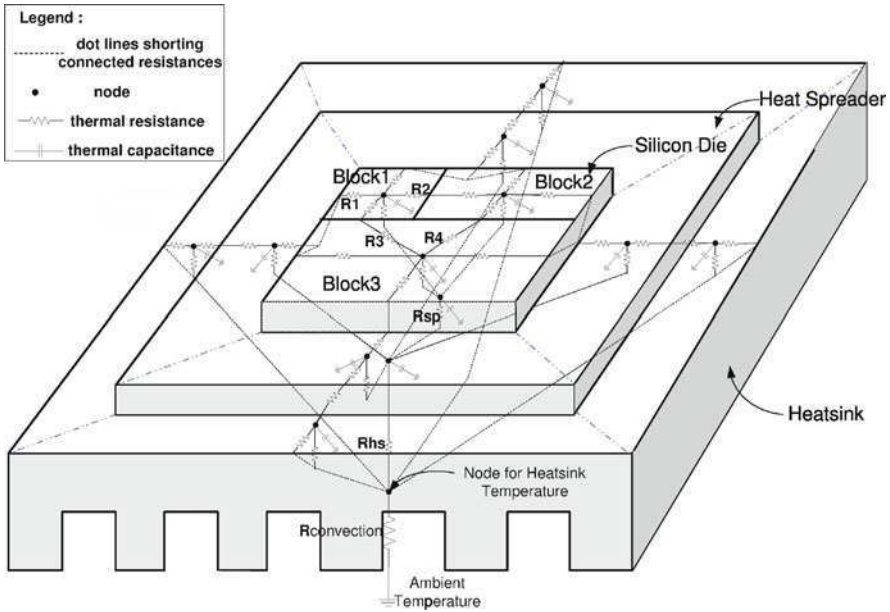 Legend :
dot lines shorting
connected resistances
node
thermal resistance
thermal capacitance
Heat Spreader
Silicon Die
Block1
R2
Block2
R1
R3
R4
Block3
Rsp
Heatsink
Rhs
Node for Heatsink
Temperature
Rconvection
Ambient
Temperature